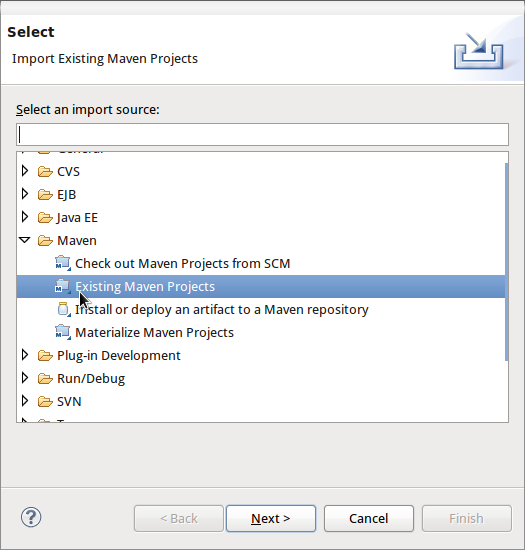 Select
Import Existing Maven Projects
Select an import source:
General
CVS
EJB
Java EE
Maven
Check out Maven Projects from SCM
Existing Maven Projects
Install or deploy an artifact to a Maven repository
Materialize Maven Projects
Plug-in Development
Run/Debug
SVN
?
< Back
Next >
Cancel
Finish